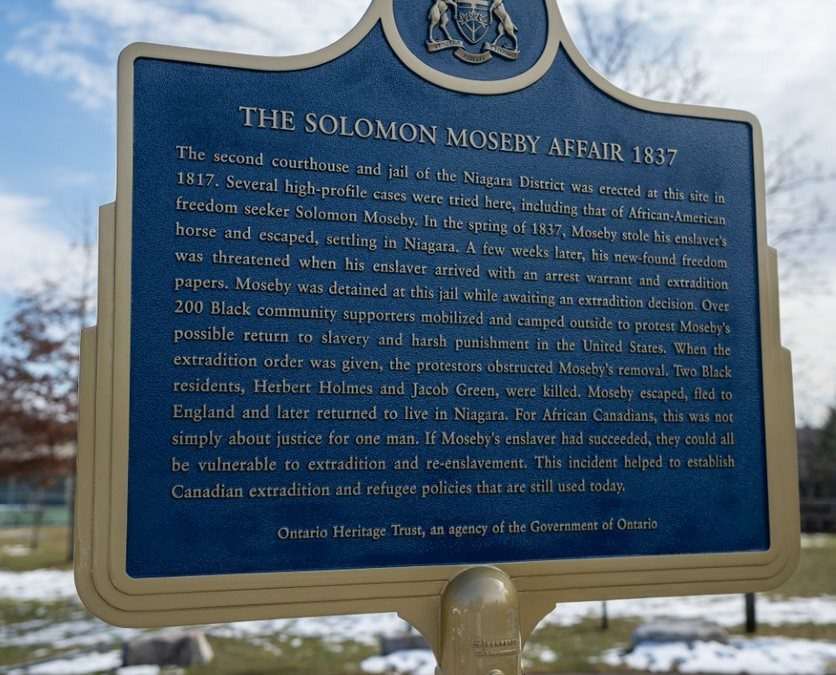 THE SOLOMON MOSEBY AFFAIR 1837
The second courthouse and jail of the Niagara District was erected at this site in
1817. Several high-profile cases were tried here, including that of African-American
freedom seeker Solomon Moseby. In the spring of 1837, Moseby stole his enslaver's
horse and escaped, settling in Niagara. A few weeks later, his new-found freedom
was threatened when his enslaver arrived with an arrest warrant and extradition
papers. Moseby was detained at this jail while awaiting an extradition decision. Over
200 Black community supporters mobilized and camped outside to protest Moseby's
possible return to slavery and harsh punishment in the United States. When the
extradition order was given, the protestors obstructed Moseby's removal. Two Black
residents, Herbert Holmes and Jacob Green, were killed. Moseby escaped, fled to
England and later returned to live in Niagara. For African Canadians, this was not
simply about justice for one man. If Moseby's enslaver had succeeded, they could all
be vulnerable to extradition and re-enslavement. This incident helped to establish
Canadian extradition and refugee policies that are still used today.
Ontario Heritage Trust, an agency of the Government of Ontario